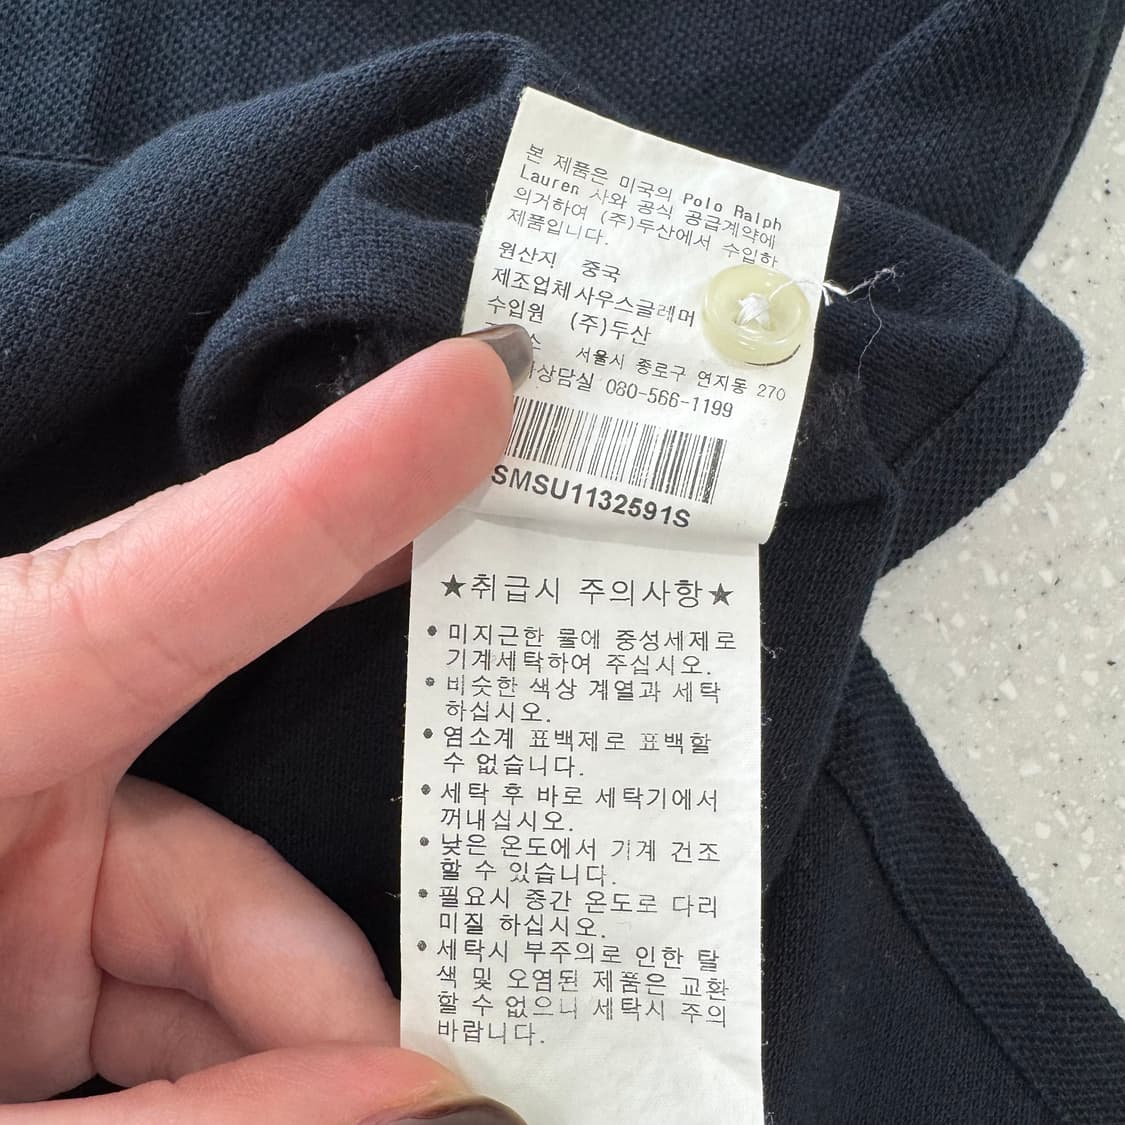 본 제품은 미국의 Polo Ralph
Lauren 사와 공식 공급계약에
의거하여 (주)두산에서 수입하
제품입니다.
원산지 중국
제조업체 사우스글레머
수입원 (주)두산
소 서울시 종로구 연지동 270
상담실 080-566-1199
SMSU1132591S
★취급시 주의사항★
• 미지근한 물에 중성세제로
기계세탁하여 주십시오.
• 비슷한 색상 계열과 세탁
하십시오.
• 염소계 표백제로 표백할
수 없습니다.
• 세탁 후 바로 세탁기에서
꺼내십시오.
• 낮은 온도에서 기계 건조
할 수 있습니다.
• 필요시 중간 온도로 다리
미질 하십시오.
• 세탁시 부주의로 인한 탈
색 및 오염된 제품은 교환
할 수 없으니 세탁시 주의
바랍니다.